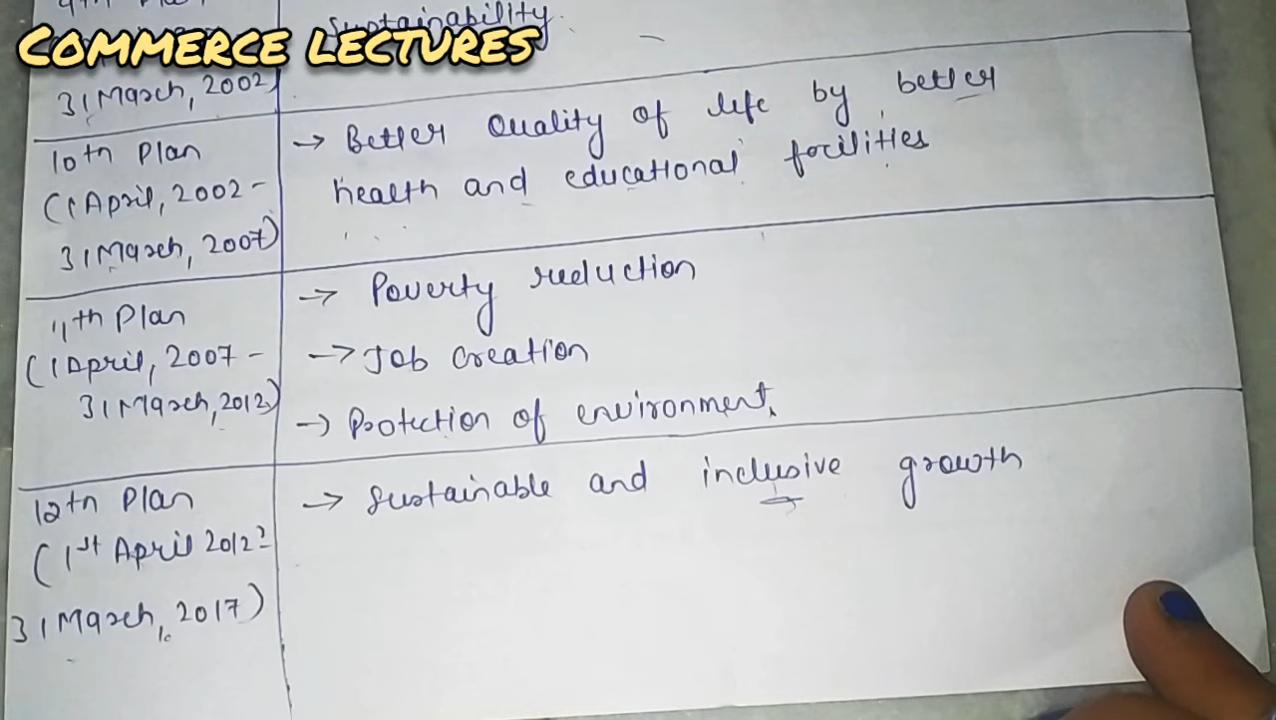 9th Plan
Sustainability.
COMMERCE LECTURES
31 March, 2002)
10th Plan
(1 April, 2002 -
31 March, 2007)
→ Better Quality of life by better
health and educational facilities
11th Plan
(1 April, 2007 -
31 March, 2012)
→ Poverty reduction
→ Job creation
→ Protection of environment.
12th Plan
(1st April 2012 -
31 March, 2017)
→ Sustainable and inclusive growth